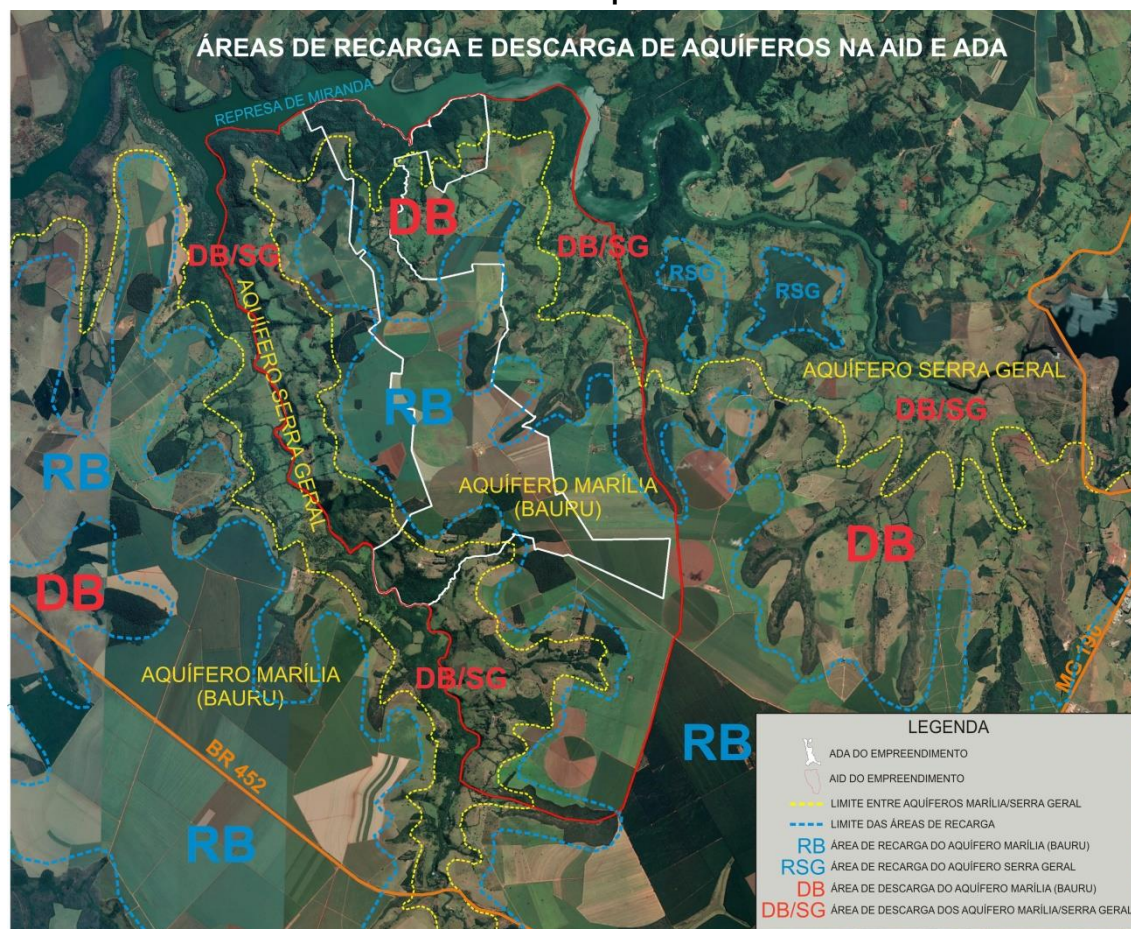 ÁREAS DE RECARGA E DESCARGA DE AQUÍFEROS NA AID E ADA
REPRESA DE MIRANDA
DB
DB/SG
DB/SG
RSG
RSG
AQUÍFERO SERRA GERAL
AQUÍFERO SERRA GERAL
DB/SG
RB
RB
AQUÍFERO MARÍLIA
(BAURU)
DB
DB
AQUÍFERO MARÍLIA
(BAURU)
DB/SG
MG 190
BR 452
RB
RB
LEGENDA
ADA DO EMPREENDIMENTO
AID DO EMPREENDIMENTO
LIMITE ENTRE AQUÍFEROS MARÍLIA/SERRA GERAL
LIMITE DAS ÁREAS DE RECARGA
RB ÁREA DE RECARGA DO AQUÍFERO MARÍLIA (BAURU)
RSG ÁREA DE RECARGA DO AQUÍFERO SERRA GERAL
DB ÁREA DE DESCARGA DO AQUÍFERO MARÍLIA (BAURU)
DB/SG ÁREA DE DESCARGA DOS AQUÍFERO MARÍLIA/SERRA GERAL